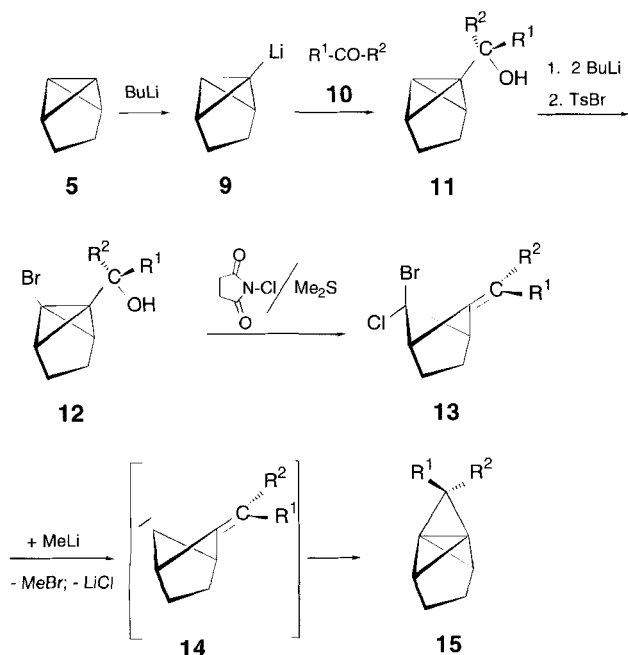 Li
R²
R¹-CO-R²
R¹
C
BuLi
10
OH
1. 2 BuLi
2. TsBr
5
9
11
R²
R¹
Br
C
OH
O
N-Cl
O
Me₂S
Br
Cl
R²
C
R¹
12
13
R²
C
R¹
R¹
R²
+ MeLi
- MeBr; - LiCl
14
15